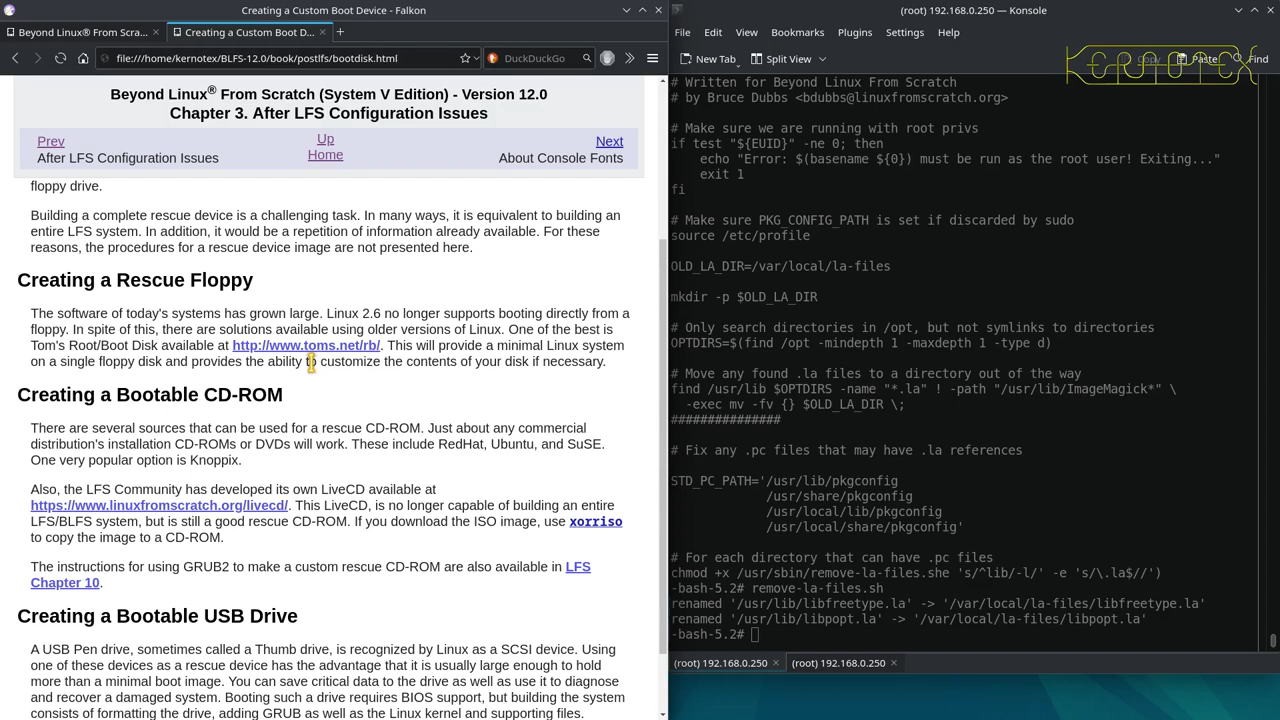 Creating a Custom Boot Device - Falkon
Beyond Linux® From Scra...
Creating a Custom Boot D...
file:///home/kernotex/BLFS-12.0/book/postlfs/bootdisk.html
DuckDuckGo
Beyond Linux® From Scratch (System V Edition) - Version 12.0
Chapter 3. After LFS Configuration Issues
Prev
Up
Next
After LFS Configuration Issues
Home
About Console Fonts
floppy drive.
Building a complete rescue device is a challenging task. In many ways, it is equivalent to building an
entire LFS system. In addition, it would be a repetition of information already available. For these
reasons, the procedures for a rescue device image are not presented here.
Creating a Rescue Floppy
The software of today's systems has grown large. Linux 2.6 no longer supports booting directly from a
floppy. In spite of this, there are solutions available using older versions of Linux. One of the best is
Tom's Root/Boot Disk available at http://www.toms.net/rb/. This will provide a minimal Linux system
on a single floppy disk and provides the ability to customize the contents of your disk if necessary.
Creating a Bootable CD-ROM
There are several sources that can be used for a rescue CD-ROM. Just about any commercial
distribution's installation CD-ROMs or DVDs will work. These include RedHat, Ubuntu, and SuSE.
One very popular option is Knoppix.
Also, the LFS Community has developed its own LiveCD available at
https://www.linuxfromscratch.org/livecd/. This LiveCD, is no longer capable of building an entire
LFS/BLFS system, but is still a good rescue CD-ROM. If you download the ISO image, use xorriso
to copy the image to a CD-ROM.
The instructions for using GRUB2 to make a custom rescue CD-ROM are also available in LFS
Chapter 10.
Creating a Bootable USB Drive
A USB Pen drive, sometimes called a Thumb drive, is recognized by Linux as a SCSI device. Using
one of these devices as a rescue device has the advantage that it is usually large enough to hold
more than a minimal boot image. You can save critical data to the drive as well as use it to diagnose
and recover a damaged system. Booting such a drive requires BIOS support, but building the system
consists of formatting the drive, adding GRUB as well as the Linux kernel and supporting files.
(root) 192.168.0.250 — Konsole
File Edit View Bookmarks Plugins Settings Help
New Tab
Split View
Copy
Paste
Find
KERNOTEX
# Written for Beyond Linux From Scratch
# by Bruce Dubbs <bdubbs@linuxfromscratch.org>
# Make sure we are running with root privs
if test "${EUID}" -ne 0; then
    echo "Error: $(basename ${0}) must be run as the root user! Exiting..."
    exit 1
fi
# Make sure PKG_CONFIG_PATH is set if discarded by sudo
source /etc/profile
OLD_LA_DIR=/var/local/la-files
mkdir -p $OLD_LA_DIR
# Only search directories in /opt, but not symlinks to directories
OPTDIRS=$(find /opt -mindepth 1 -maxdepth 1 -type d)
# Move any found .la files to a directory out of the way
find /usr/lib $OPTDIRS -name "*.la" ! -path "/usr/lib/ImageMagick*" \
  -exec mv -fv {} $OLD_LA_DIR \;
###############
# Fix any .pc files that may have .la references
STD_PC_PATH='/usr/lib/pkgconfig
             /usr/share/pkgconfig
             /usr/local/lib/pkgconfig
             /usr/local/share/pkgconfig'
# For each directory that can have .pc files
chmod +x /usr/sbin/remove-la-files.she 's/^lib/-l/' -e 's/\.la$//')
-bash-5.2# remove-la-files.sh
renamed '/usr/lib/libfreetype.la' -> '/var/local/la-files/libfreetype.la'
renamed '/usr/lib/libpopt.la' -> '/var/local/la-files/libpopt.la'
-bash-5.2#
(root) 192.168.0.250
(root) 192.168.0.250